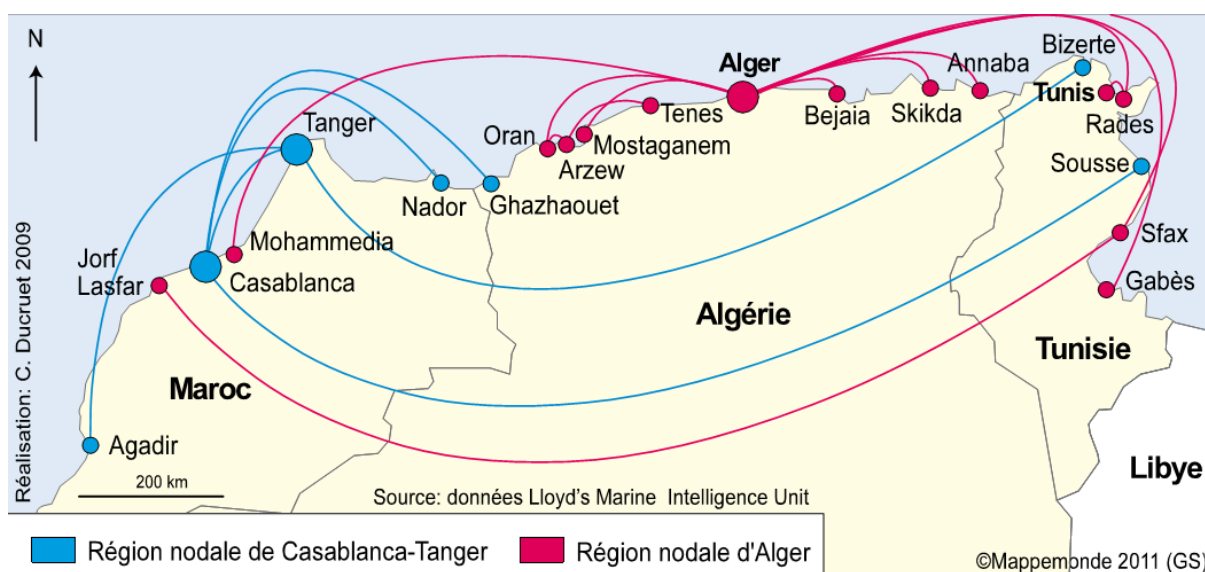 N
Réalisation: C. Ducruet 2009
Alger
Bizerte
Annaba
Tanger
Tunis
Oran
Tenes
Bejaia
Skikda
Rades
Mostaganem
Arzew
Sousse
Nador
Ghazhaouet
Mohammedia
Jorf
Lasfar
Casablanca
Sfax
Gabès
Algérie
Tunisie
Maroc
Agadir
Libye
200 km
Source: données Lloyd's Marine Intelligence Unit
Région nodale de Casablanca-Tanger
Région nodale d'Alger
©Mappemonde 2011 (GS)